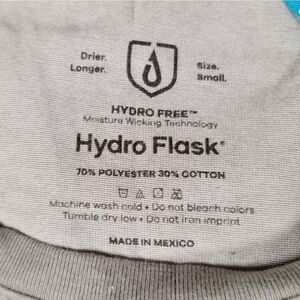 Drier. Size.
Longer. Small.
HYDRO FREE™
Moisture Wicking Technology
Hydro Flask®
70% POLYESTER 30% COTTON
Machine wash cold • Do not bleach colors
Tumble dry low • Do not iron imprint
MADE IN MEXICO